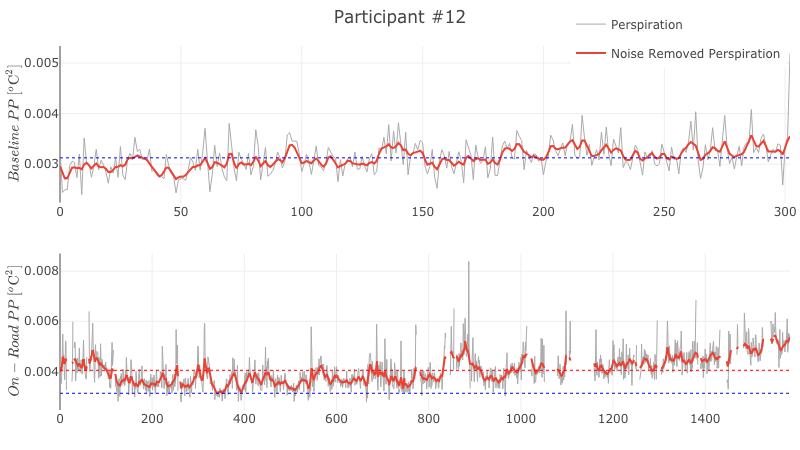 Participant #12
Perspiration
Noise Removed Perspiration
Baseline PP [°C²]
0.005
0.004
0.003
0 50 100 150 200 250 300
On − Road PP [°C²]
0.008
0.006
0.004
0 200 400 600 800 1000 1200 1400